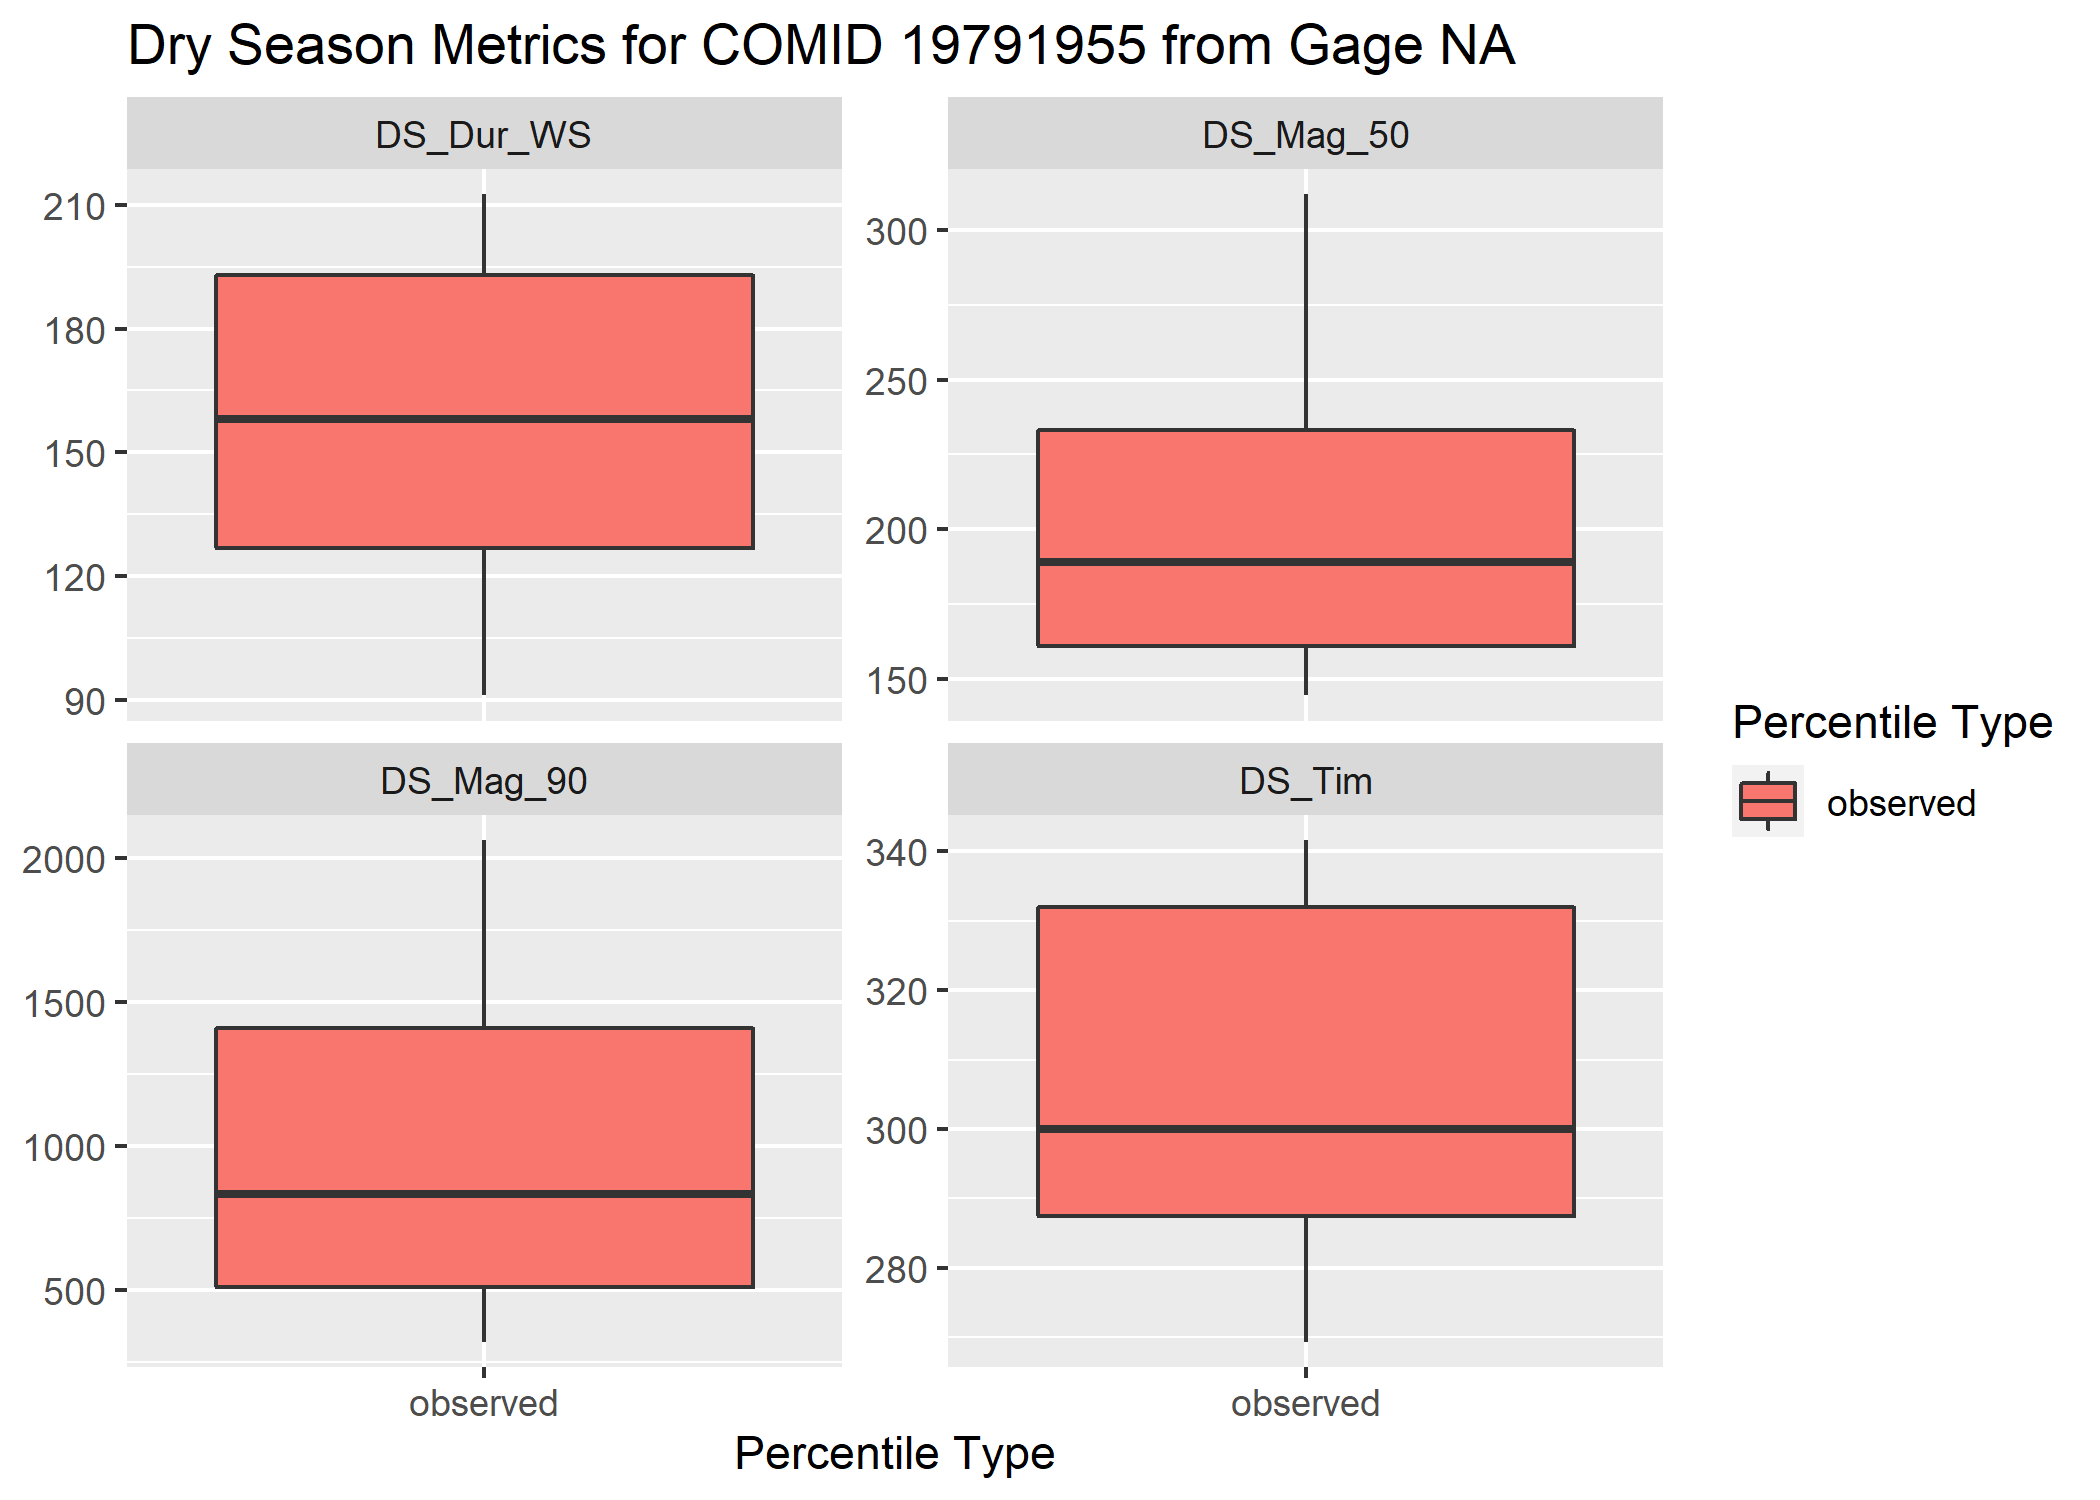 Dry Season Metrics for COMID 19791955 from Gage NA
DS_Dur_WS
210
180
150
120
90
DS_Mag_50
300
250
200
150
DS_Mag_90
2000
1500
1000
500
observed
DS_Tim
340
320
300
280
observed
Percentile Type
Percentile Type
observed